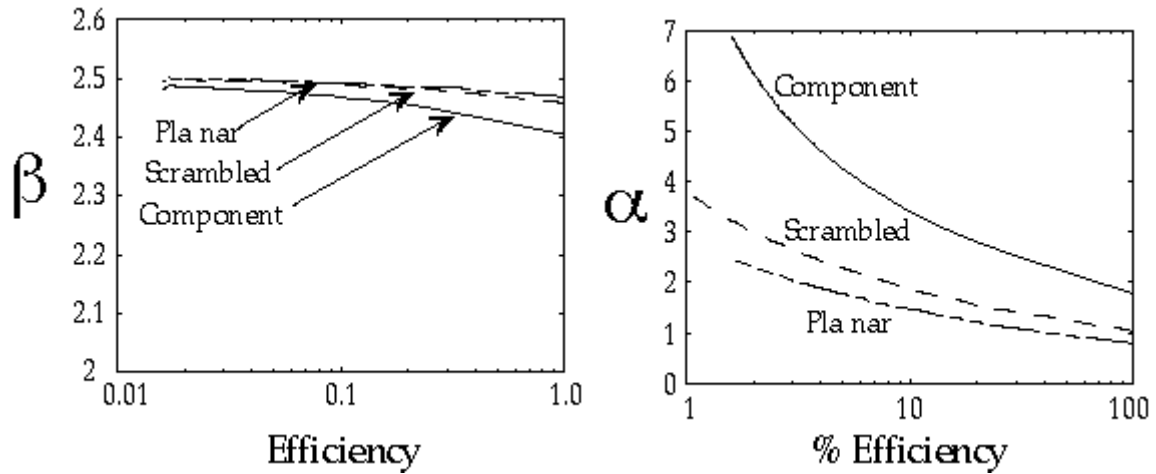 2.6
2.5
2.4
2.3
2.2
2.1
2
β
Pla nar
Scrambled
Component
0.01 0.1 1.0
Efficiency
7
6
5
4
3
2
1
0
α
Component
Scrambled
Pla nar
1 10 100
% Efficiency